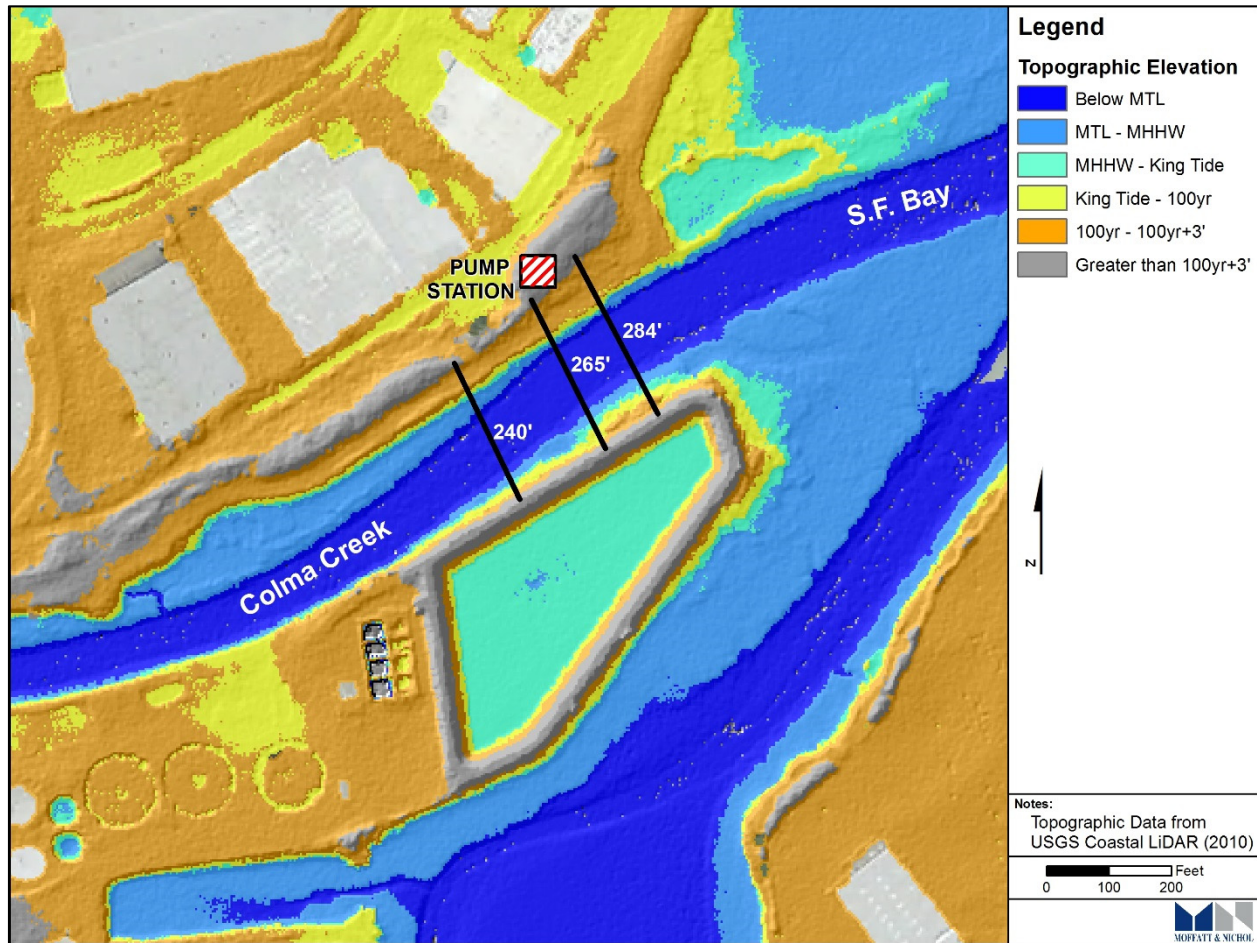 PUMP
STATION
S.F. Bay
284'
265'
240'
Colma Creek
Legend
Topographic Elevation
Below MTL
MTL - MHHW
MHHW - King Tide
King Tide - 100yr
100yr - 100yr+3'
Greater than 100yr+3'
N
Notes:
Topographic Data from
USGS Coastal LiDAR (2010)
Feet
0 100 200
MOFFATT & NICHOL